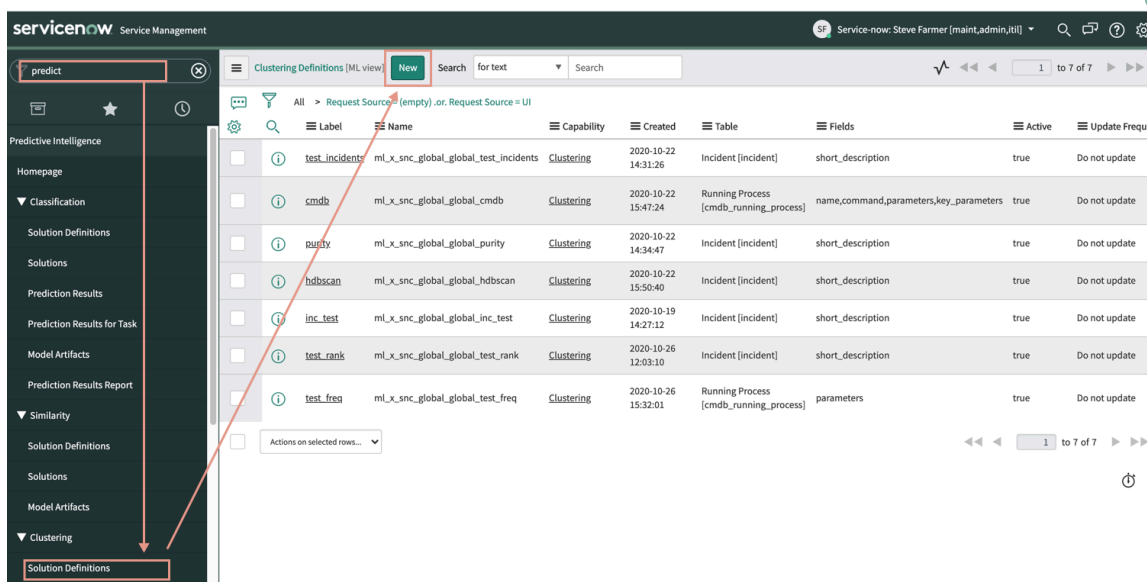 servicenow Service Management
SF Service-now: Steve Farmer [maint,admin,itil]
predict
Predictive Intelligence
Homepage
Classification
Solution Definitions
Solutions
Prediction Results
Prediction Results for Task
Model Artifacts
Prediction Results Report
Similarity
Solution Definitions
Solutions
Model Artifacts
Clustering
Solution Definitions
Clustering Definitions [ML view] New Search for text Search 1 to 7 of 7
All > Request Source = (empty) .or. Request Source = UI
Label Name Capability Created Table Fields Active Update Frequ
test_incidents ml_x_snc_global_global_test_incidents Clustering 2020-10-22 14:31:26 Incident [incident] short_description true Do not update
cmdb ml_x_snc_global_global_cmdb Clustering 2020-10-22 15:47:24 Running Process [cmdb_running_process] name,command,parameters,key_parameters true Do not update
purity ml_x_snc_global_global_purity Clustering 2020-10-22 14:34:47 Incident [incident] short_description true Do not update
hdbscan ml_x_snc_global_global_hdbscan Clustering 2020-10-22 15:50:40 Incident [incident] short_description true Do not update
inc_test ml_x_snc_global_global_inc_test Clustering 2020-10-19 14:27:12 Incident [incident] short_description true Do not update
test_rank ml_x_snc_global_global_test_rank Clustering 2020-10-26 12:03:10 Incident [incident] short_description true Do not update
test_freq ml_x_snc_global_global_test_freq Clustering 2020-10-26 15:32:01 Running Process [cmdb_running_process] parameters true Do not update
Actions on selected rows... 1 to 7 of 7